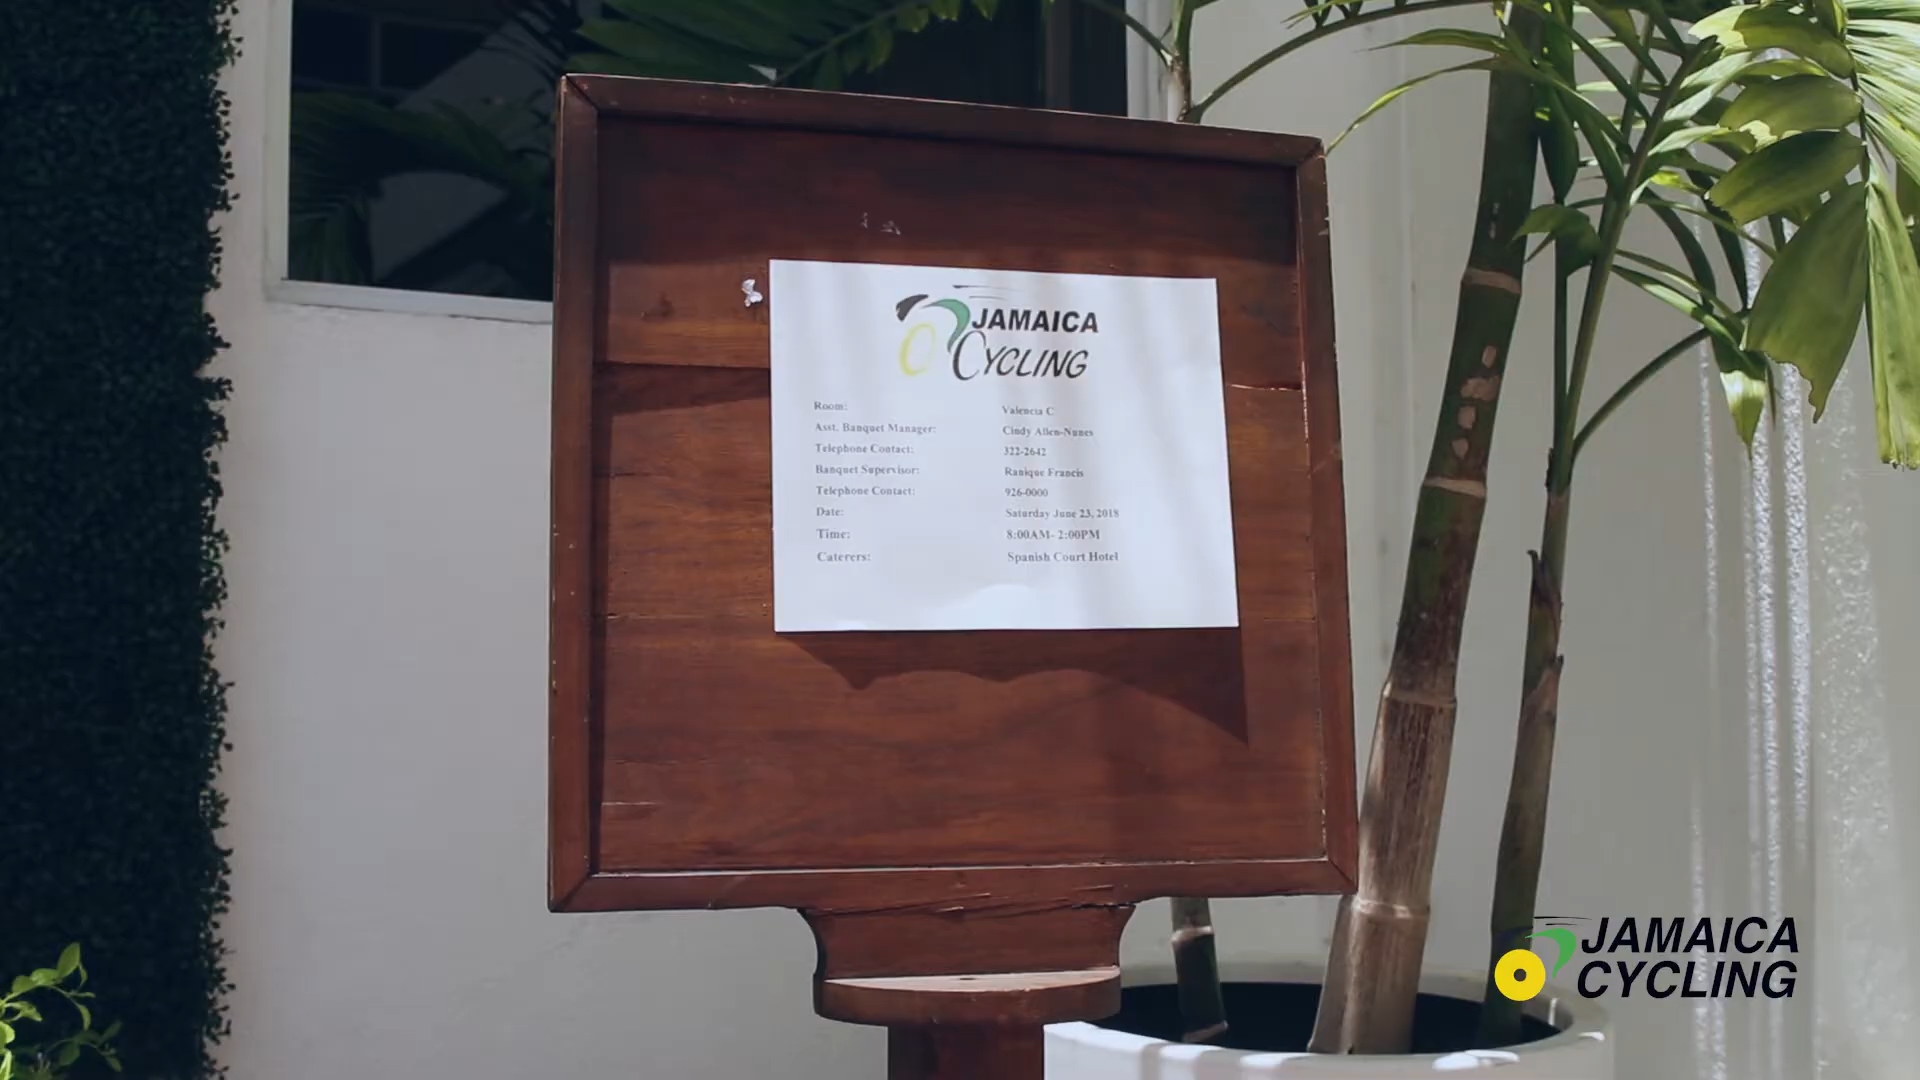 JAMAICA
CYCLING
Room: Valencia C
Asst. Banquet Manager: Cindy Allen-Nunes
Telephone Contact: 322-2642
Banquet Supervisor: Ranique Francis
Telephone Contact: 926-0000
Date: Saturday June 23, 2018
Time: 8:00AM- 2:00PM
Caterers: Spanish Court Hotel
JAMAICA
CYCLING